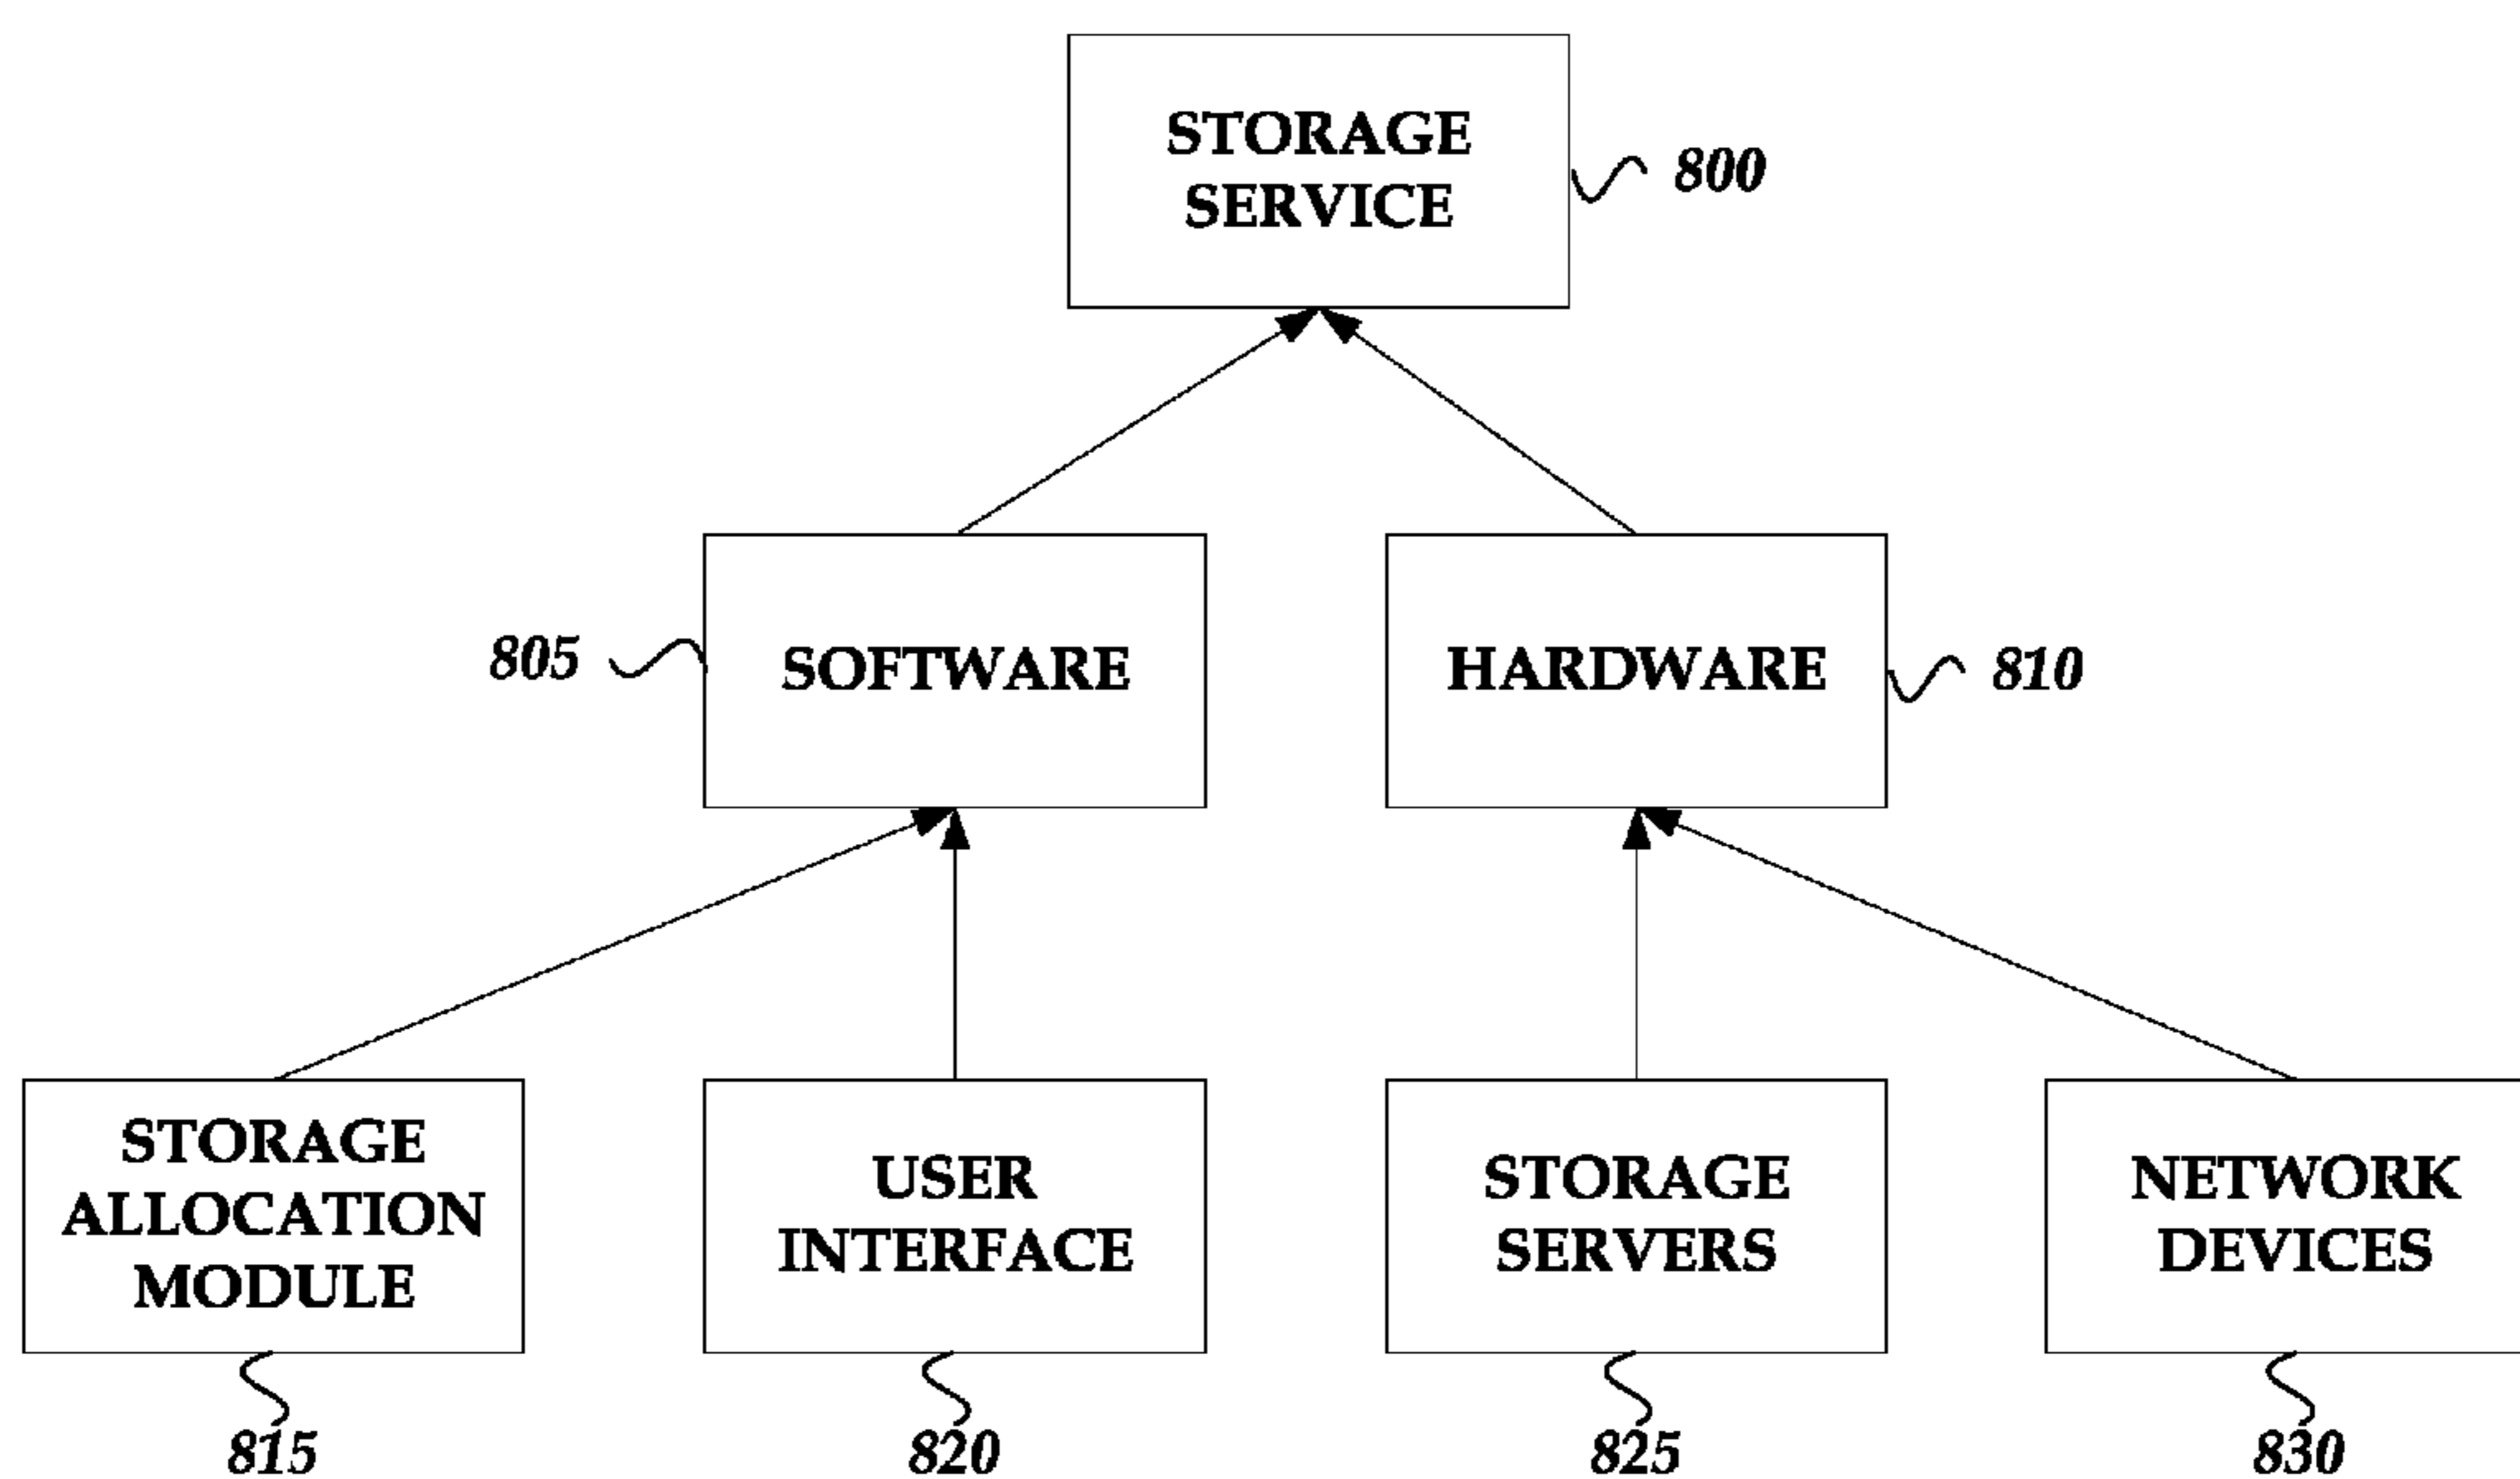 STORAGE
SERVICE
800
805
SOFTWARE
HARDWARE
810
STORAGE
ALLOCATION
MODULE
USER
INTERFACE
STORAGE
SERVERS
NETWORK
DEVICES
815
820
825
830